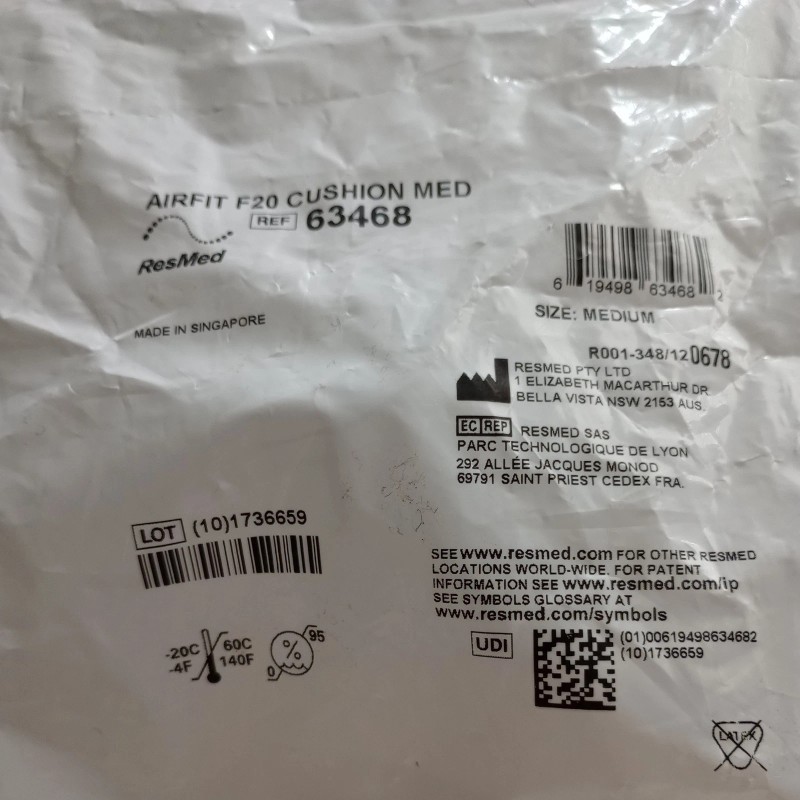 AIRFIT F20 CUSHION MED
REF 63468
ResMed
MADE IN SINGAPORE
6 19498 63468 2
SIZE: MEDIUM
R001-348/12 0678
RESMED PTY LTD
1 ELIZABETH MACARTHUR DR
BELLA VISTA NSW 2153 AUS.
EC REP RESMED SAS
PARC TECHNOLOGIQUE DE LYON
292 ALLÉE JACQUES MONOD
69791 SAINT PRIEST CEDEX FRA.
LOT (10)1736659
SEE www.resmed.com FOR OTHER RESMED
LOCATIONS WORLD-WIDE. FOR PATENT
INFORMATION SEE www.resmed.com/ip
SEE SYMBOLS GLOSSARY AT
www.resmed.com/symbols
-20C 60C
-4F 140F
% 95
0
UDI (01)00619498634682
(10)1736659
LATEX